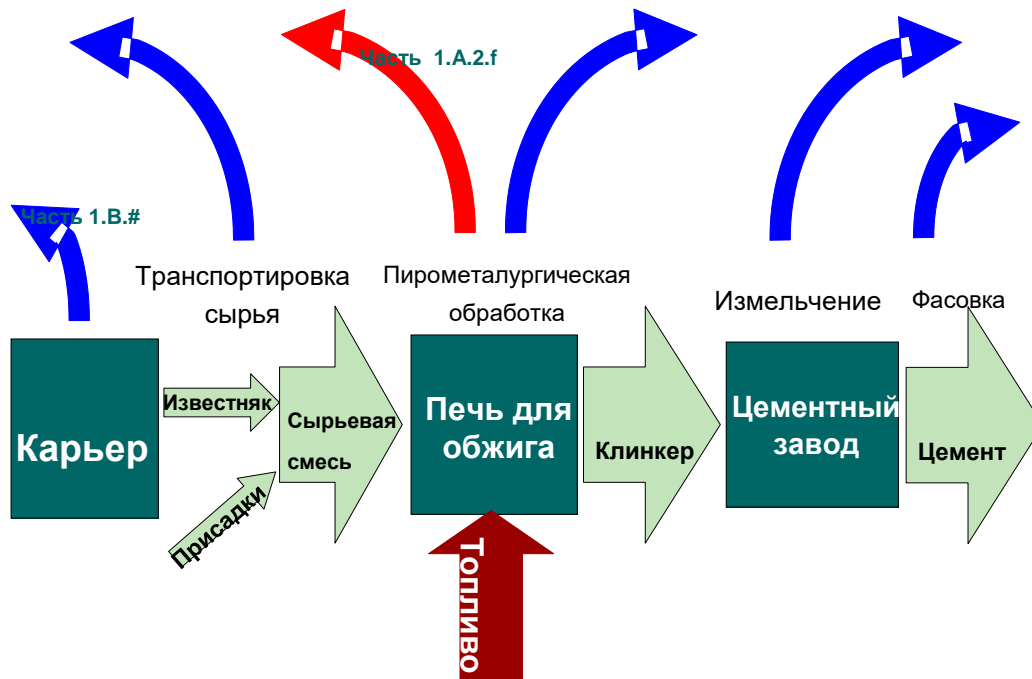 Часть 1.A.2.f
Часть 1.B.#
Транспортировка
сырья
Пирометалургическая
обработка
Измельчение
Фасовка
Карьер
Известняк
Присадки
Сырьевая
смесь
Печь для
обжига
Топливо
Клинкер
Цементный
завод
Цемент